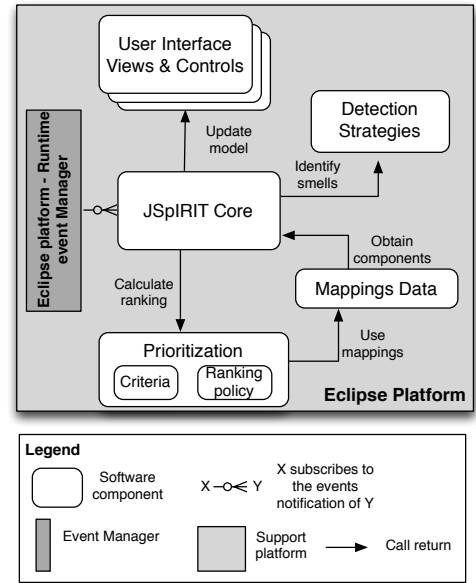 User Interface
Views & Controls
Detection
Strategies
Update
model
Identify
smells
Eclipse platform - Runtime
event Manager
JSpIRIT Core
Obtain
components
Calculate
ranking
Mappings Data
Prioritization
Criteria
Ranking
policy
Use
mappings
Eclipse Platform
Legend
Software
component
X
Y
X subscribes to
the events
notification of Y
Event Manager
Support
platform
Call return